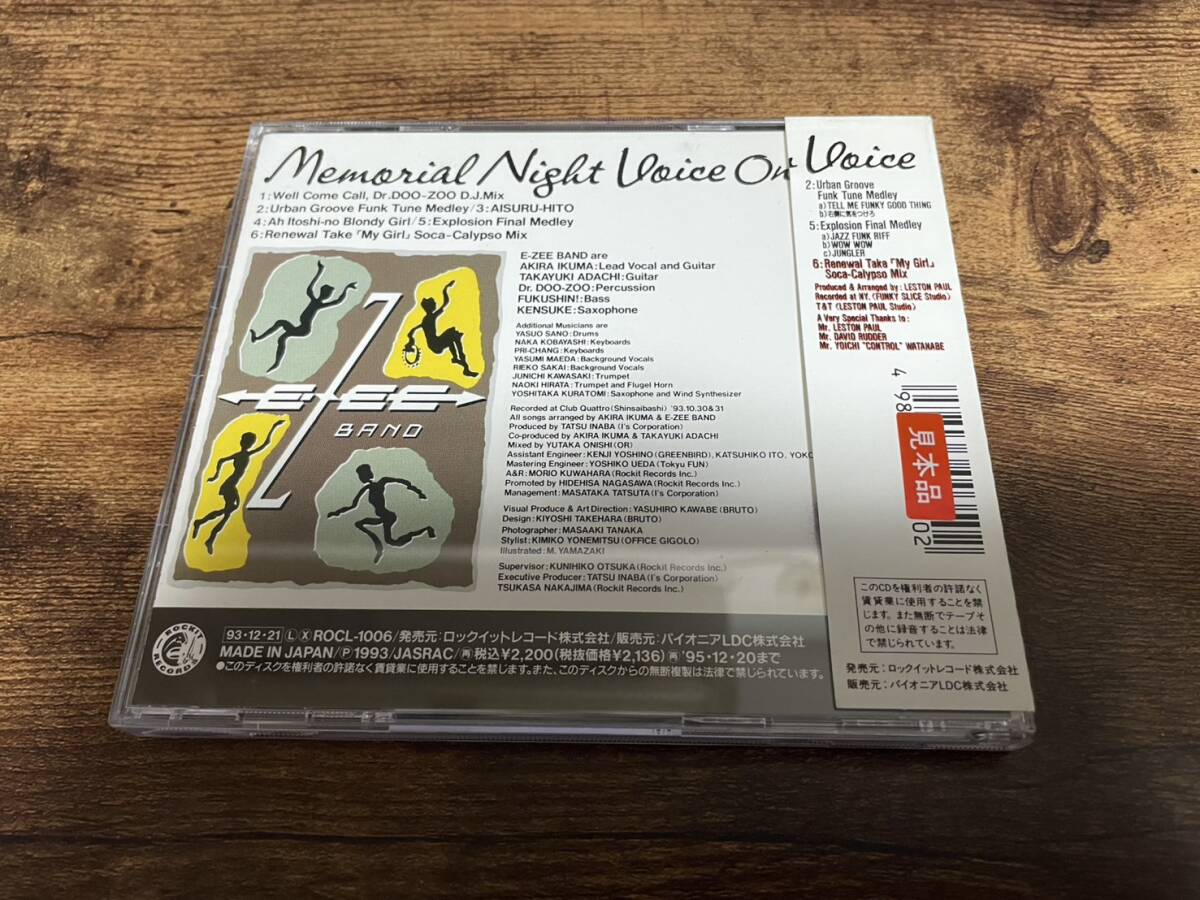 Memorial Night Voice On Voice
1:Well Come Call, Dr.DOO-ZOO D.J.Mix
2:Urban Groove Funk Tune Medley/3:AISURU-HITO
4:Ah Itoshi-no Blondy Girl/5:Explosion Final Medley
6:Renewal Take「My Girl」Soca-Calypso Mix
E-ZEE BAND are
AKIRA IKUMA:Lead Vocal and Guitar
TAKAYUKI ADACHI:Guitar
Dr. DOO-ZOO:Percussion
FUKUSHIN!:Bass
KENSUKE:Saxophone
Additional Musicians are
YASUO SANO:Drums
NAKA KOBAYASHI:Keyboards
PRI-CHANG:Keyboards
YASUMI MAEDA:Background Vocals
RIEKO SAKAI:Background Vocals
JUNICHI KAWASAKI:Trumpet
NAOKI HIRATA:Trumpet and Flugel Horn
YOSHITAKA KURATOMI:Saxophone and Wind Synthesizer
Recorded at Club Quattro(Shinsaibashi) '93.10.30&31
All songs arranged by AKIRA IKUMA & E-ZEE BAND
Produced by TATSU INABA(I's Corporation)
Co-produced by AKIRA IKUMA & TAKAYUKI ADACHI
Mixed by YUTAKA ONISHI(OR)
Assistant Engineer:KENJI YOSHINO(GREENBIRD), KATSUHIKO ITO, YOKO
Mastering Engineer:YOSHIKO UEDA(Tokyu FUN)
A&R:MORIO KUWAHARA(Rockit Records Inc.)
Promoted by HIDEHISA NAGASAWA(Rockit Records Inc.)
Management:MASATAKA TATSUTA(I's Corporation)
Visual Produce & Art Direction:YASUHIRO KAWABE(BRUTO)
Design:KIYOSHI TAKEHARA(BRUTO)
Photographer:MASAAKI TANAKA
Stylist:KIMIKO YONEMITSU(OFFICE GIGOLO)
Illustrated:M. YAMAZAKI
Supervisor:KUNIHIKO OTSUKA(Rockit Records Inc.)
Executive Producer:TATSU INABA(I's Corporation)
TSUKASA NAKAJIMA(Rockit Records Inc.)
E-ZEE
BAND
ROCKIT RECORDS
93・12・21 Ⓛ Ⓧ ROCL-1006/発売元:ロックイットレコード株式会社/販売元:パイオニアLDC株式会社
MADE IN JAPAN/Ⓟ1993/JASRAC/㊢税込¥2,200(税抜価格¥2,136)㊢'95・12・20まで
●このディスクを権利者の許諾なく賃貸業に使用することを禁じます。また、このディスクからの無断複製は法律で禁じられています。
2:Urban Groove
Funk Tune Medley
a)TELL ME FUNKY GOOD THING
b)右側に気をつけろ
5:Explosion Final Medley
a)JAZZ FUNK RIFF
b)WOW WOW
c)JUNGLER
6:Renewal Take「My Girl」
Soca-Calypso Mix
Produced & Arranged by:LESTON PAUL
Recorded at NY.(FUNKY SLICE Studio)
T&T(LESTON PAUL Studio)
A Very Special Thanks to:
Mr. LESTON PAUL
Mr. DAVID RUDDER
Mr. YOICHI "CONTROL" WATANABE
4 98
見本品
02
このCDを権利者の許諾なく
賃貸業に使用することを禁
じます。また無断でテープそ
の他に録音することは法律
で禁じられています。
発売元:ロックイットレコード株式会社
販売元:パイオニアLDC株式会社